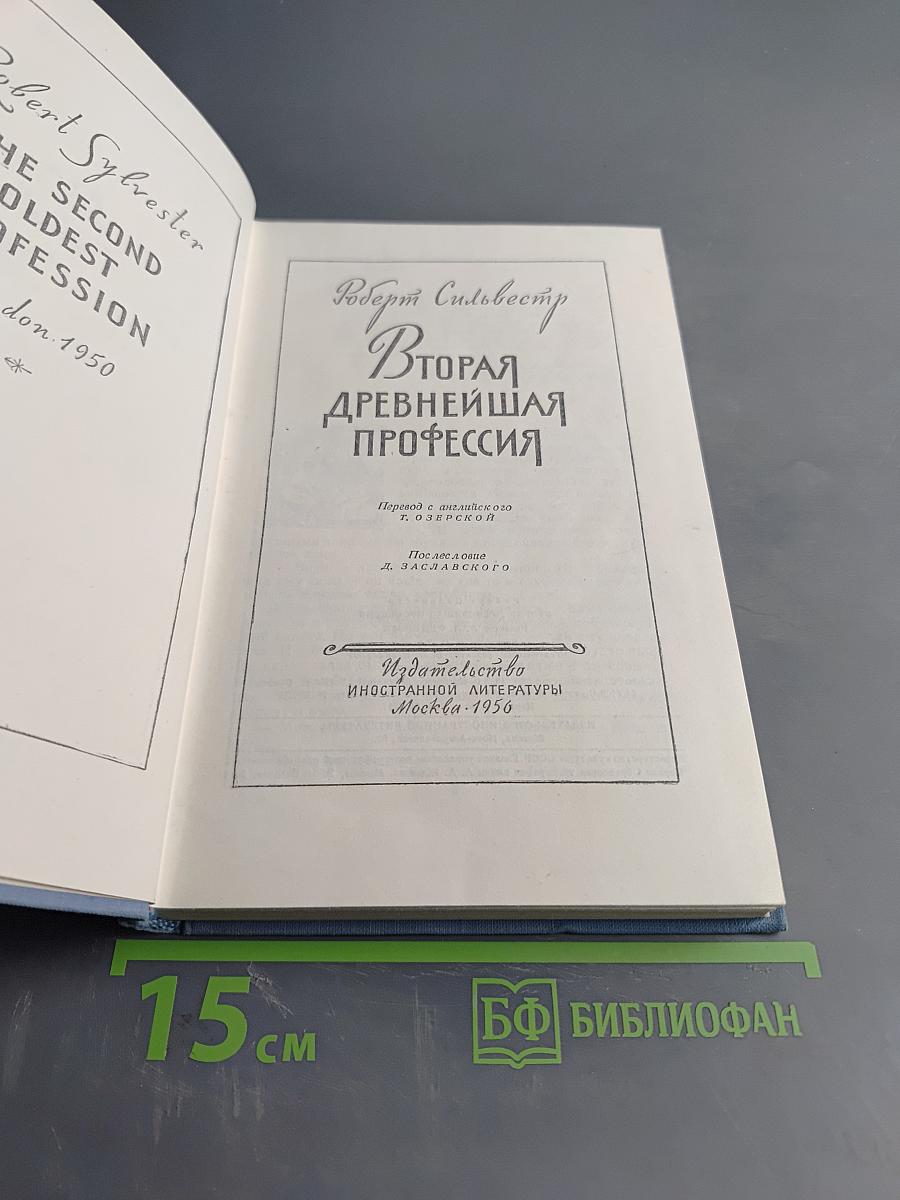 Robert Sylvester
HE SECOND
OLDEST
OFESSION
don. 1950
Роберт Сильвестр
Вторая
древнейшая
профессия
Перевод с английского
Т. ОЗЕРСКОЙ
Послесловие
Д. ЗАСЛАВСКОГО
Издательство
ИНОСТРАННОЙ ЛИТЕРАТУРЫ
Москва · 1956
15 см
БФ БИБЛИОФАН